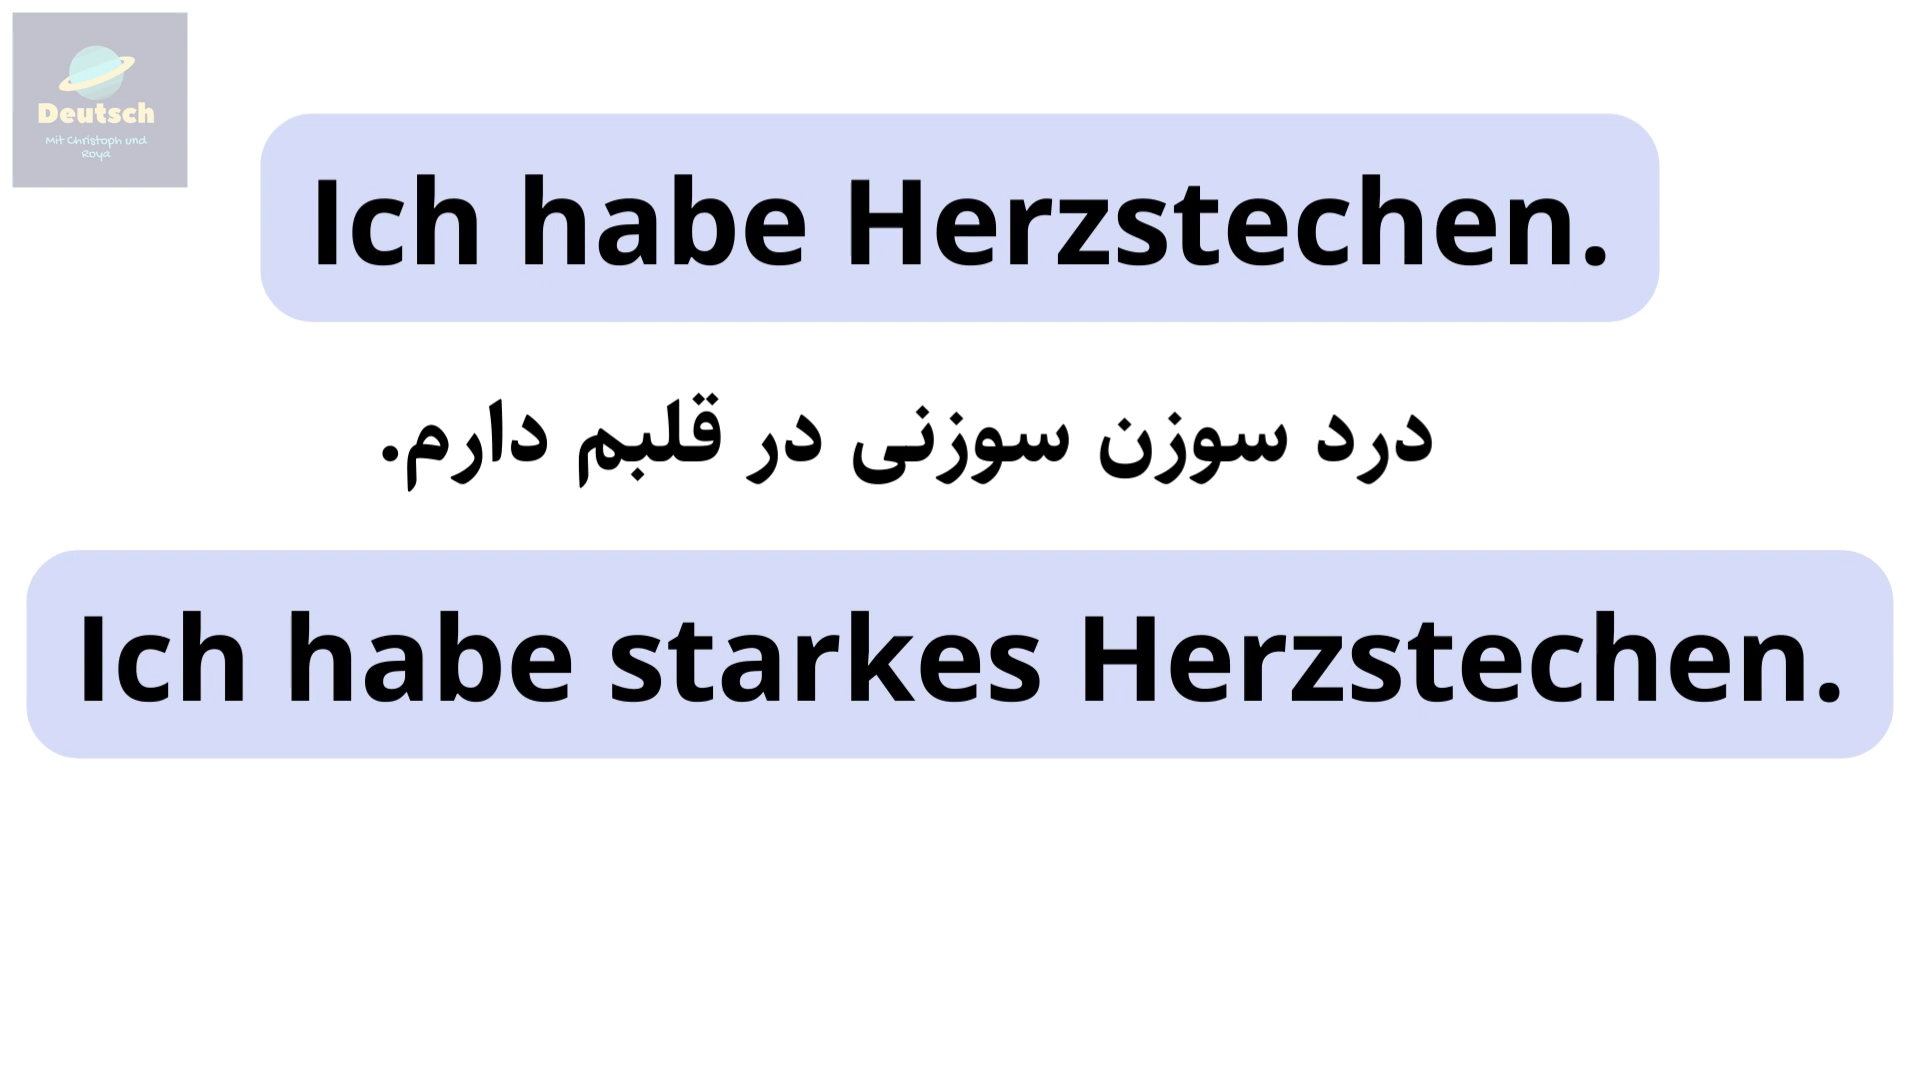 Deutsch
Mit Christoph und
Roya
Ich habe Herzstechen.
درد سوزن سوزنی در قلبم دارم.
Ich habe starkes Herzstechen.